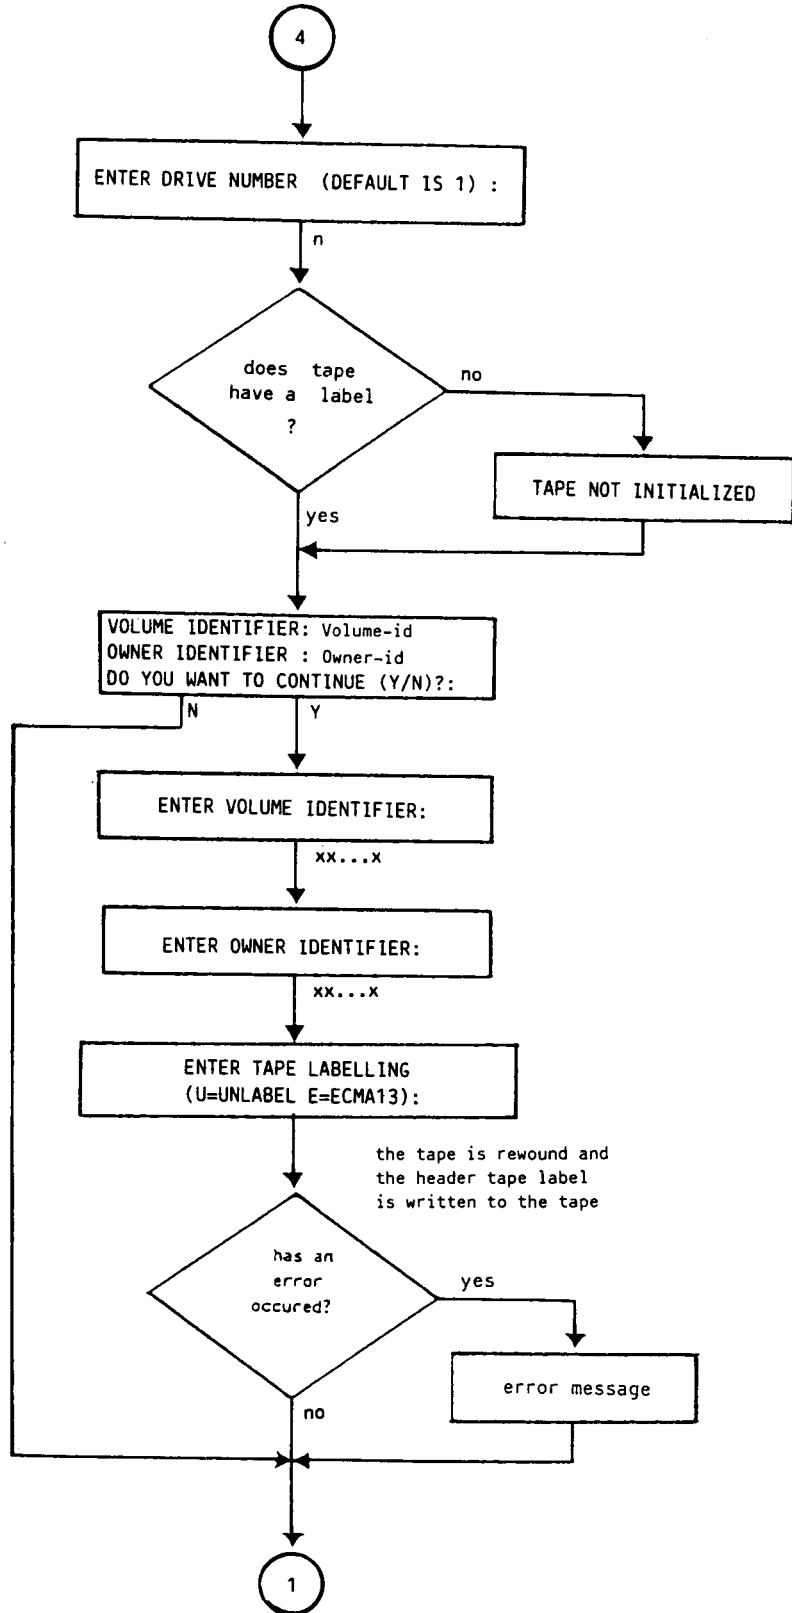 4
ENTER DRIVE NUMBER (DEFAULT IS 1) :
n
does tape
have a label
?
no
TAPE NOT INITIALIZED
yes
VOLUME IDENTIFIER: Volume-id
OWNER IDENTIFIER : Owner-id
DO YOU WANT TO CONTINUE (Y/N)?:
N
Y
ENTER VOLUME IDENTIFIER:
xx...x
ENTER OWNER IDENTIFIER:
xx...x
ENTER TAPE LABELLING
(U=UNLABEL E=ECMA13):
the tape is rewound and
the header tape label
is written to the tape
has an
error
occured?
yes
error message
no
1